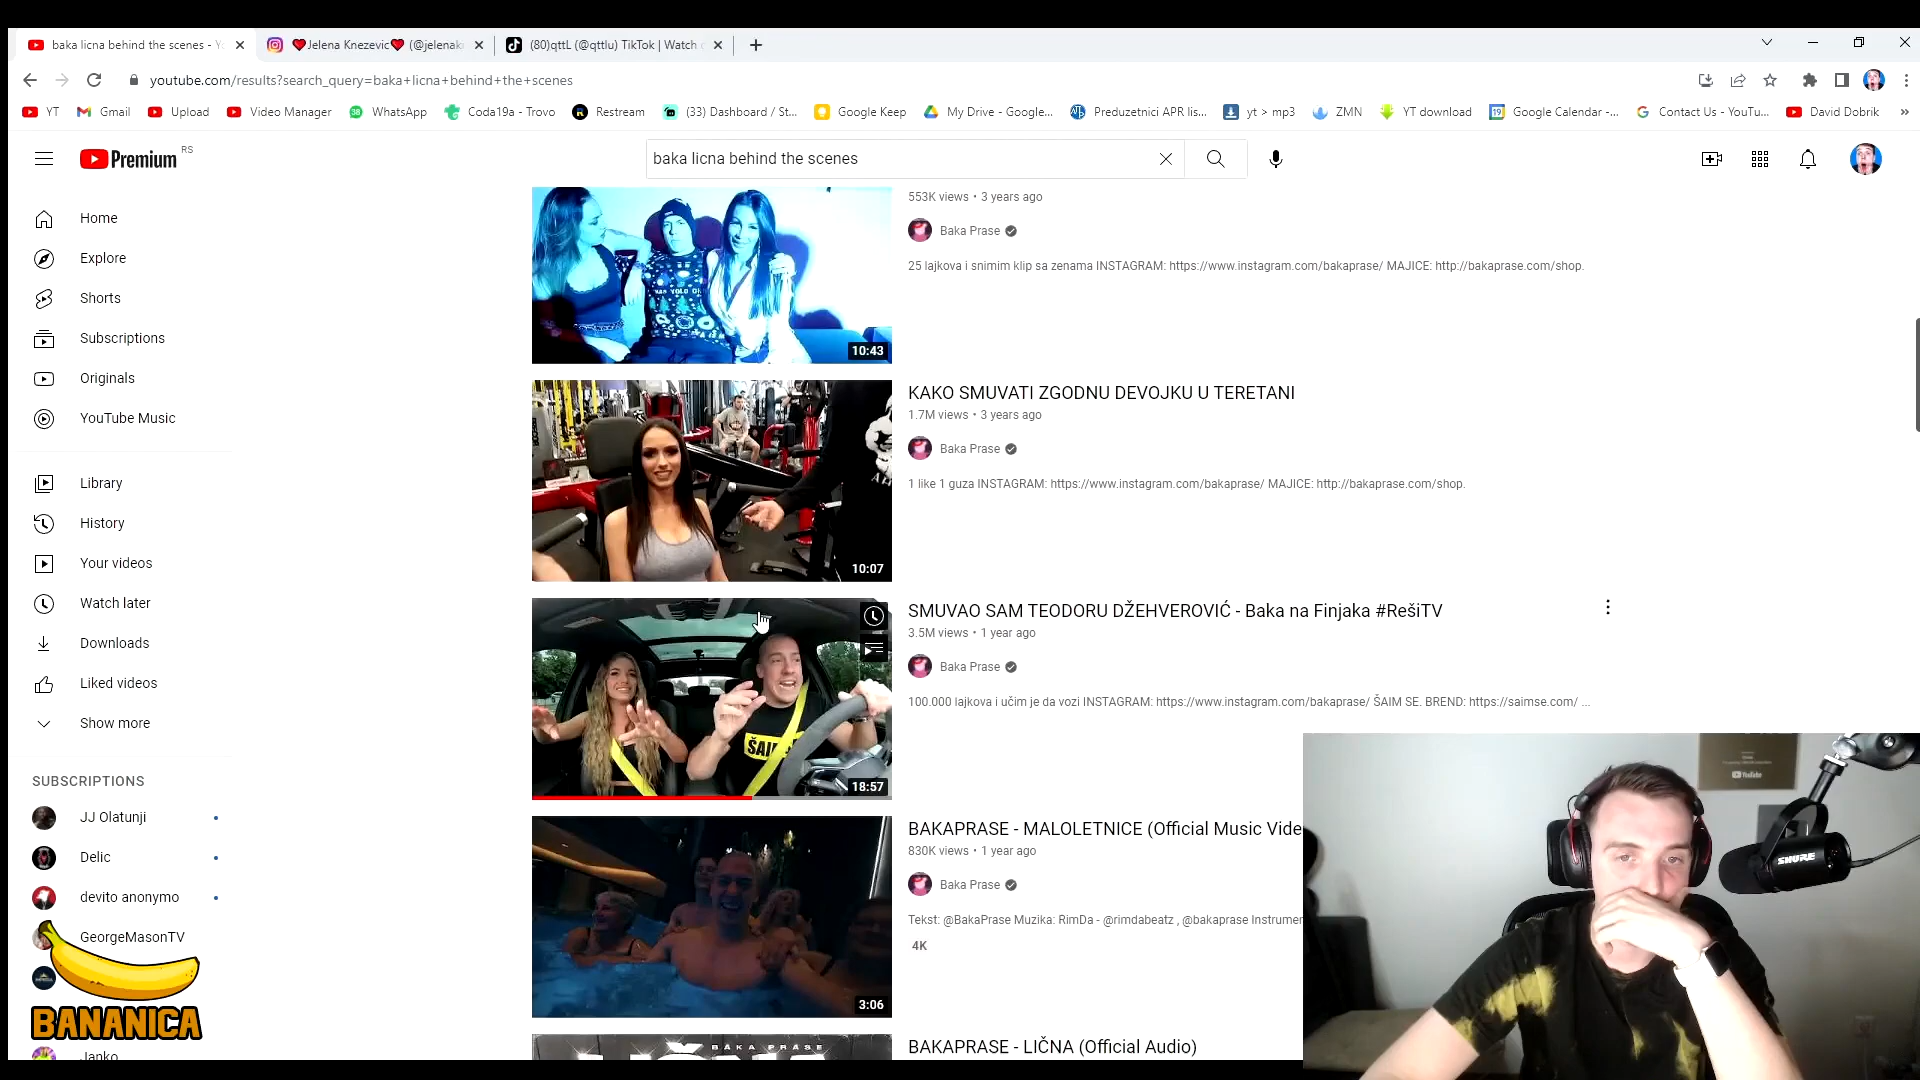 baka licna behind the scenes - Y
❤Jelena Knezevic❤ (@jelenak
(80)qttL (@qttlu) TikTok | Watch
youtube.com/results?search_query=baka+licna+behind+the+scenes
YT
Gmail
Upload
Video Manager
WhatsApp
Coda19a - Trovo
Restream
(33) Dashboard / St...
Google Keep
My Drive - Google...
Preduzetnici APR lis...
yt > mp3
ZMN
YT download
Google Calendar -...
Contact Us - YouTu...
David Dobrik
»
Premium RS
baka licna behind the scenes
Home
Explore
Shorts
Subscriptions
Originals
YouTube Music
Library
History
Your videos
Watch later
Downloads
Liked videos
Show more
SUBSCRIPTIONS
JJ Olatunji
Delic
devito anonymo
GeorgeMasonTV
BANANICA
Janko
553K views • 3 years ago
Baka Prase
25 lajkova i snimim klip sa zenama INSTAGRAM: https://www.instagram.com/bakaprase/ MAJICE: http://bakaprase.com/shop.
10:43
KAKO SMUVATI ZGODNU DEVOJKU U TERETANI
1.7M views • 3 years ago
Baka Prase
1 like 1 guza INSTAGRAM: https://www.instagram.com/bakaprase/ MAJICE: http://bakaprase.com/shop.
10:07
SMUVAO SAM TEODORU DŽEHVEROVIĆ - Baka na Finjaka #RešiTV
3.5M views • 1 year ago
Baka Prase
100.000 lajkova i učim je da vozi INSTAGRAM: https://www.instagram.com/bakaprase/ ŠAIM SE. BREND: https://saimse.com/ ...
ŠAI
18:57
BAKAPRASE - MALOLETNICE (Official Music Vide
830K views • 1 year ago
Baka Prase
Tekst: @BakaPrase Muzika: RimDa - @rimdabeatz , @bakaprase Instrumen
4K
3:06
BAKAPRASE - LIČNA (Official Audio)
BAKA PRASE
YouTube
SHURE